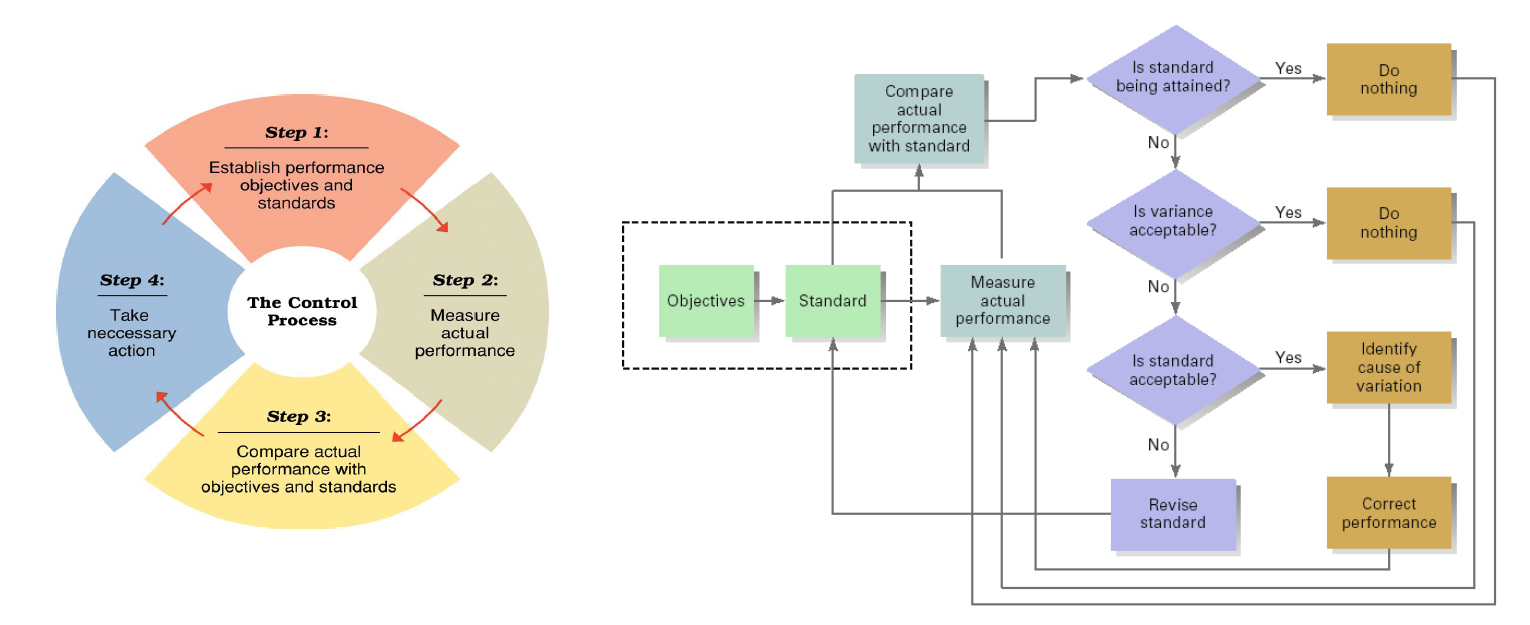 Step 1:
Establish performance
objectives and
standards
Step 2:
Measure
actual
performance
Step 3:
Compare actual
performance with
objectives and standards
Step 4:
Take
neccessary
action
The Control
Process
Objectives
Standard
Measure
actual
performance
Compare
actual
performance
with standard
Is standard
being attained?
Yes
Do
nothing
No
Is variance
acceptable?
Yes
Do
nothing
No
Is standard
acceptable?
Yes
Identify
cause of
variation
No
Revise
standard
Correct
performance